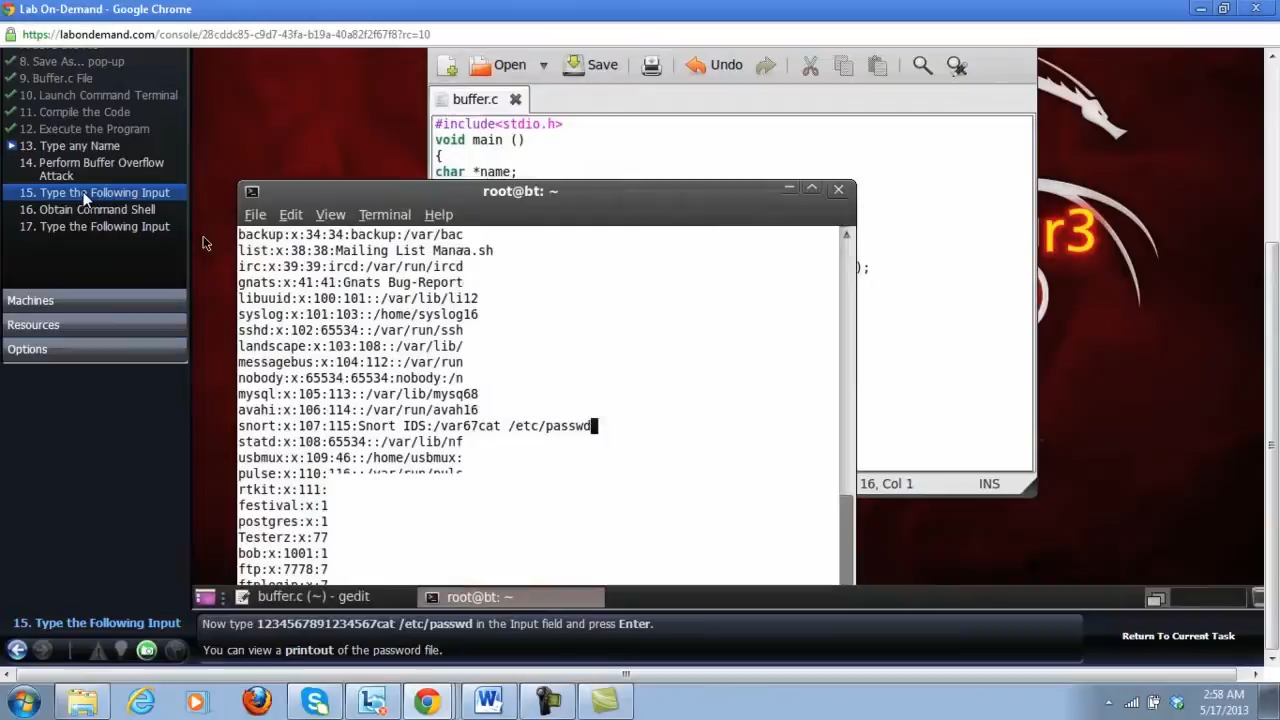 Lab On-Demand - Google Chrome
https://labondemand.com/console/28cddc85-c9d7-43fa-b19a-40a82f2f67f8?rc=10
8. Save As... pop-up
9. Buffer.c File
10. Launch Command Terminal
11. Compile the Code
12. Execute the Program
13. Type any Name
14. Perform Buffer Overflow
Attack
15. Type the Following Input
16. Obtain Command Shell
17. Type the Following Input
Machines
Resources
Options
Open
Save
Undo
buffer.c
#include<stdio.h>
void main ()
{
char *name;
);
r3
root@bt: ~
File Edit View Terminal Help
backup:x:34:34:backup:/var/bac
list:x:38:38:Mailing List Manaa.sh
irc:x:39:39:ircd:/var/run/ircd
gnats:x:41:41:Gnats Bug-Report
libuuid:x:100:101::/var/lib/li12
syslog:x:101:103::/home/syslog16
sshd:x:102:65534::/var/run/ssh
landscape:x:103:108::/var/lib/
messagebus:x:104:112::/var/run
nobody:x:65534:65534:nobody:/n
mysql:x:105:113::/var/lib/mysq68
avahi:x:106:114::/var/run/avah16
snort:x:107:115:Snort IDS:/var67cat /etc/passwd
statd:x:108:65534::/var/lib/nf
usbmux:x:109:46::/home/usbmux:
pulse:x:110:116::/var/run/puls
rtkit:x:111:
festival:x:1
postgres:x:1
Testerz:x:77
bob:x:1001:1
ftp:x:7778:7
ftplogin:x:7
16, Col 1
INS
buffer.c (~) - gedit
root@bt: ~
15. Type the Following Input
Now type 1234567891234567cat /etc/passwd in the Input field and press Enter.
You can view a printout of the password file.
Return To Current Task
2:58 AM
5/17/2013